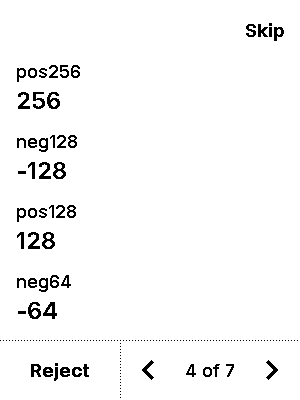 Skip
pos256
256
neg128
-128
pos128
128
neg64
-64
Reject
4 of 7